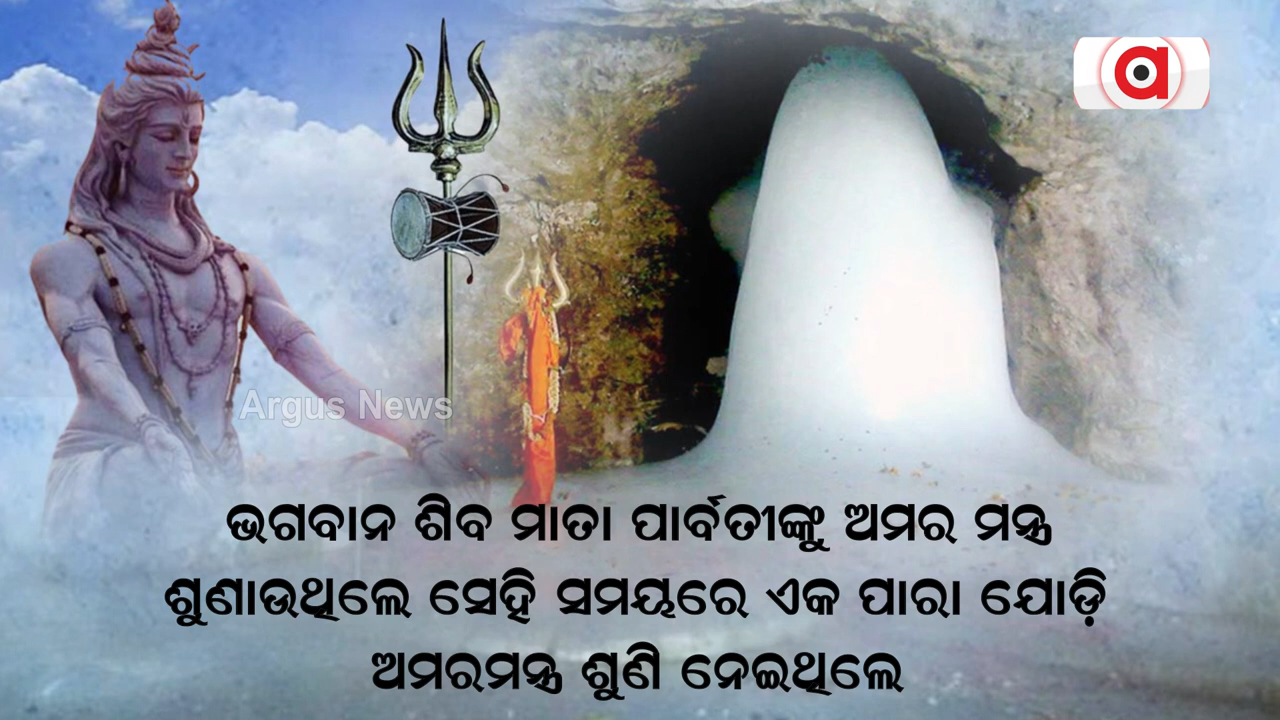 a
Argus News
ଭଗବାନ ଶିବ ମାତା ପାର୍ବତୀଙ୍କୁ ଅମର ମନ୍ତ୍ର
ଶୁଣାଉଥିଲେ ସେହି ସମୟରେ ଏକ ପାରା ଯୋଡ଼ି
ଅମରମନ୍ତ୍ର ଶୁଣି ନେଇଥିଲେ